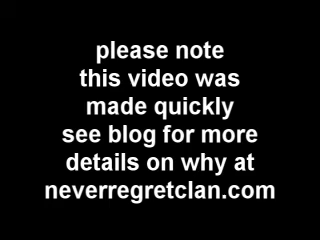 please note
this video was
made quickly
see blog for more
details on why at
neverregretclan.com